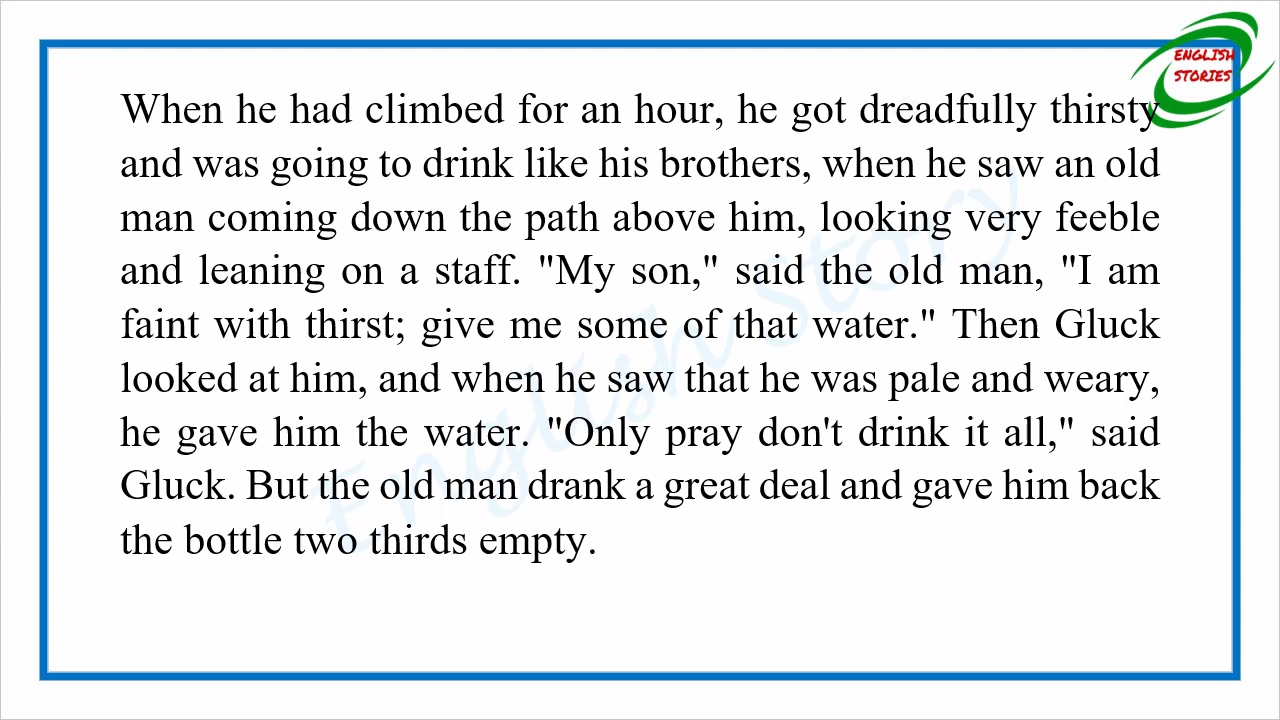 ENGLISH
STORIES
When he had climbed for an hour, he got dreadfully thirsty
and was going to drink like his brothers, when he saw an old
man coming down the path above him, looking very feeble
and leaning on a staff. "My son," said the old man, "I am
faint with thirst; give me some of that water." Then Gluck
looked at him, and when he saw that he was pale and weary,
he gave him the water. "Only pray don't drink it all," said
Gluck. But the old man drank a great deal and gave him back
the bottle two thirds empty.
English Story